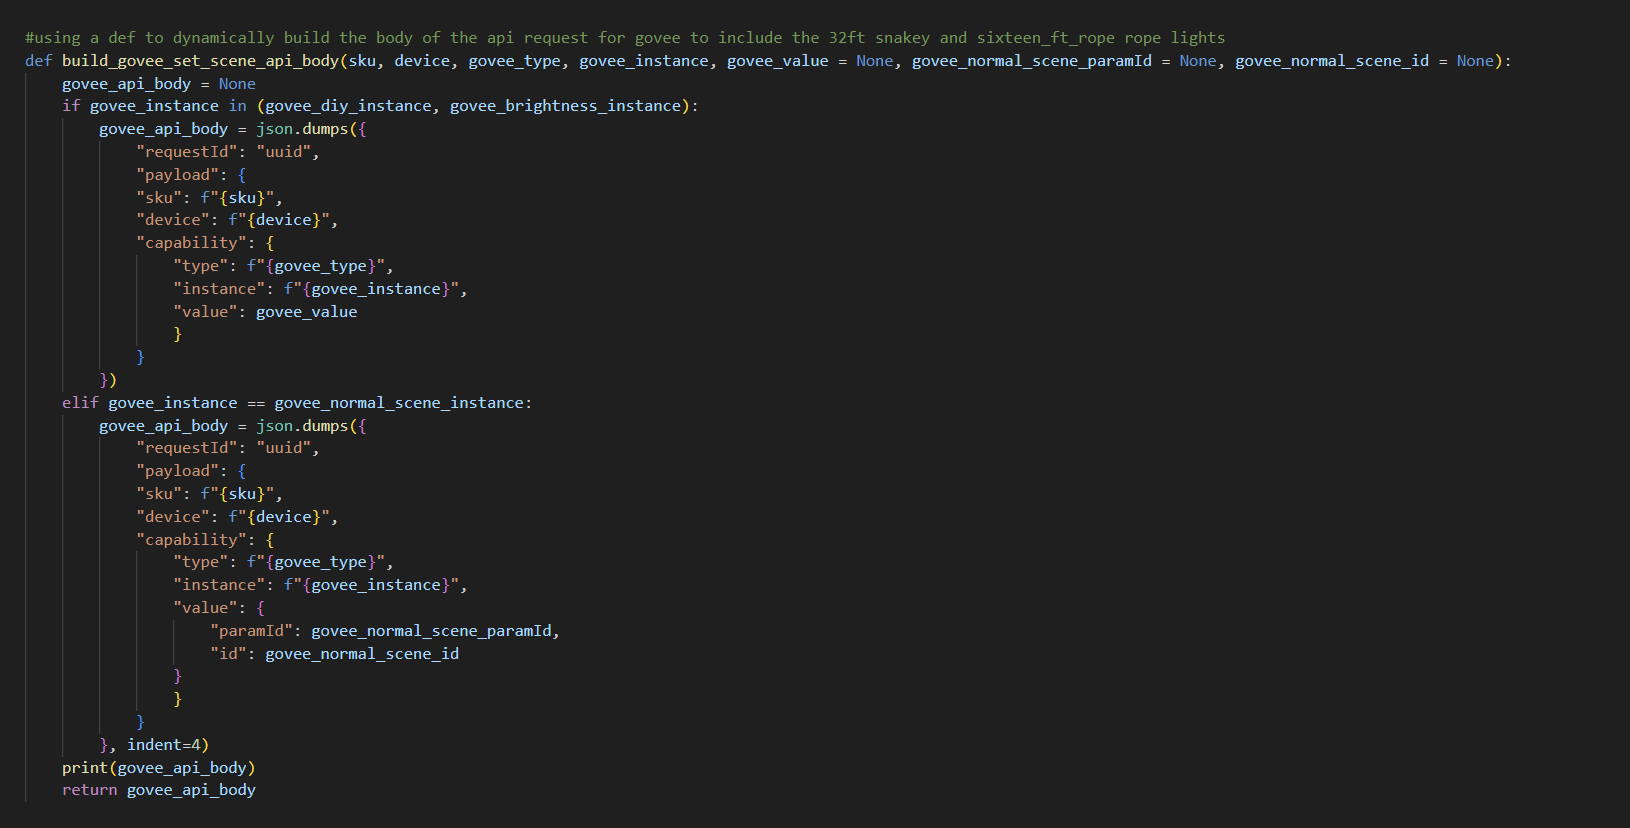 #using a def to dynamically build the body of the api request for govee to include the 32ft snakey and sixteen_ft_rope rope lights
def build_govee_set_scene_api_body(sku, device, govee_type, govee_instance, govee_value = None, govee_normal_scene_paramId = None, govee_normal_scene_id = None):
    govee_api_body = None
    if govee_instance in (govee_diy_instance, govee_brightness_instance):
        govee_api_body = json.dumps({
            "requestId": "uuid",
            "payload": {
            "sku": f"{sku}",
            "device": f"{device}",
            "capability": {
                "type": f"{govee_type}",
                "instance": f"{govee_instance}",
                "value": govee_value
                }
            }
        })
    elif govee_instance == govee_normal_scene_instance:
        govee_api_body = json.dumps({
            "requestId": "uuid",
            "payload": {
            "sku": f"{sku}",
            "device": f"{device}",
            "capability": {
                "type": f"{govee_type}",
                "instance": f"{govee_instance}",
                "value": {
                    "paramId": govee_normal_scene_paramId,
                    "id": govee_normal_scene_id
                }
                }
            }
        }, indent=4)
    print(govee_api_body)
    return govee_api_body